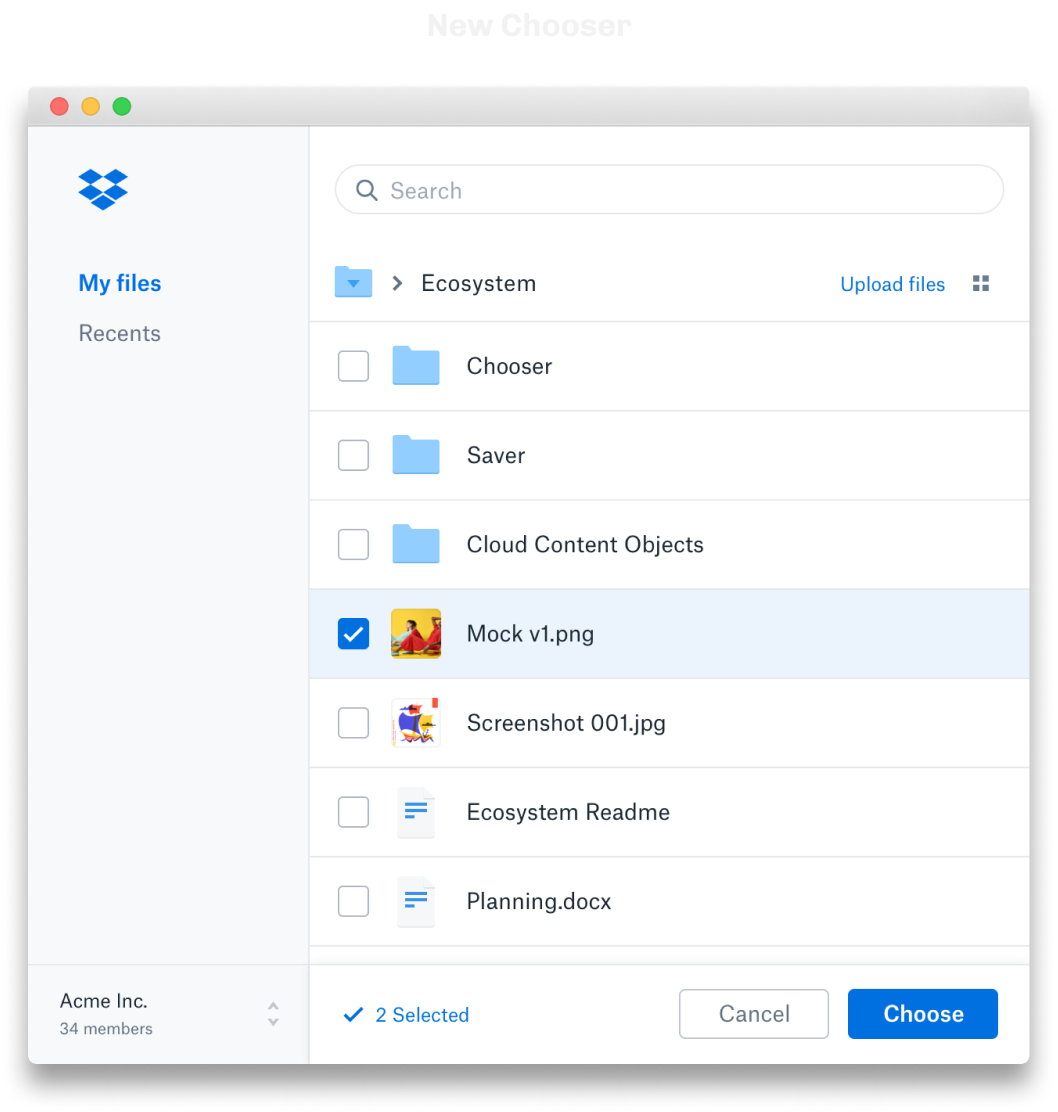 New Chooser
Search
My files
Recents
Ecosystem
Upload files
Chooser
Saver
Cloud Content Objects
Mock v1.png
Screenshot 001.jpg
Ecosystem Readme
Planning.docx
Acme Inc.
34 members
2 Selected
Cancel
Choose